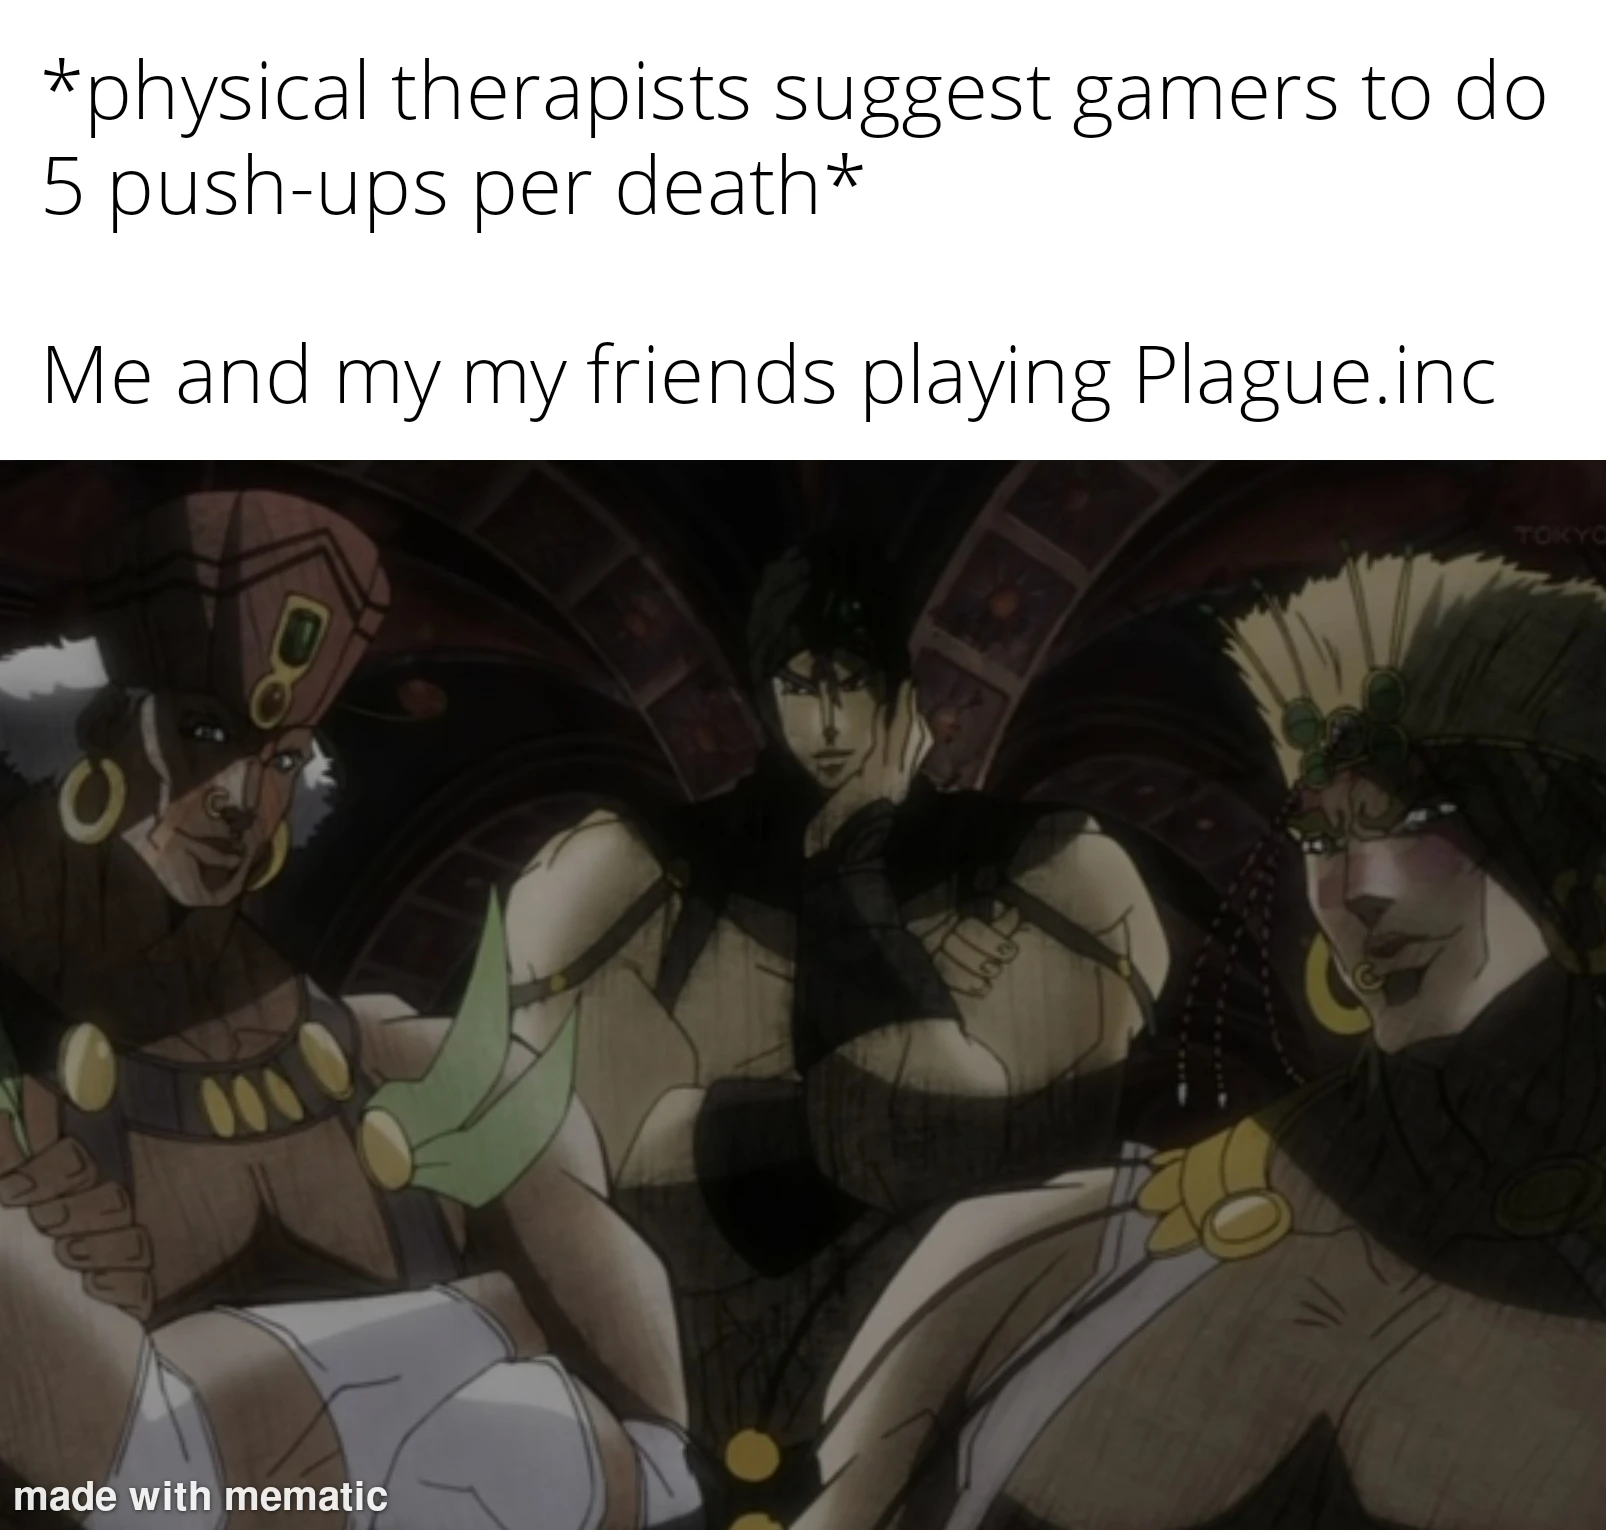 *physical therapists suggest gamers to do
5 push-ups per death*
Me and my my friends playing Plague.inc
TOKYO
made with mematic